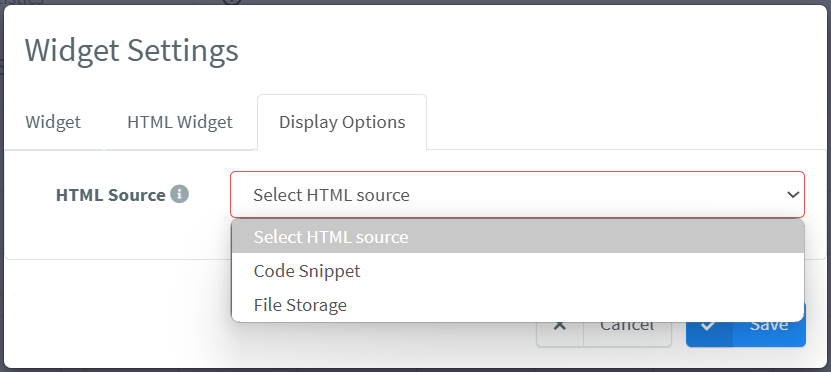 Widget Settings
Widget HTML Widget Display Options
HTML Source Select HTML source
Select HTML source
Code Snippet
File Storage
Cancel Save